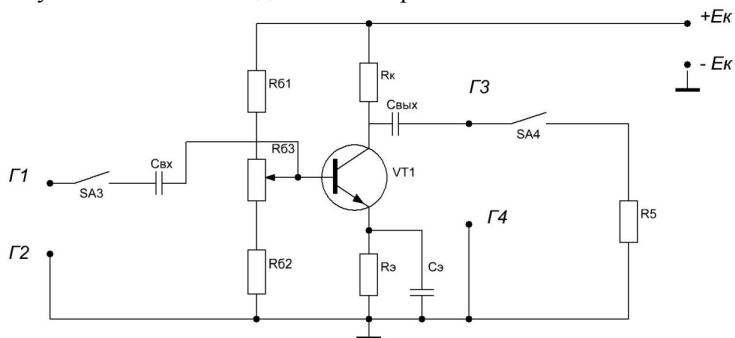 +Eк
- Eк
Rк
Rб1
Г3
Cвых
SA4
Rб3
Cвх
VT1
Г1
SA3
Г4
R5
Г2
Rб2
Rэ
Cэ